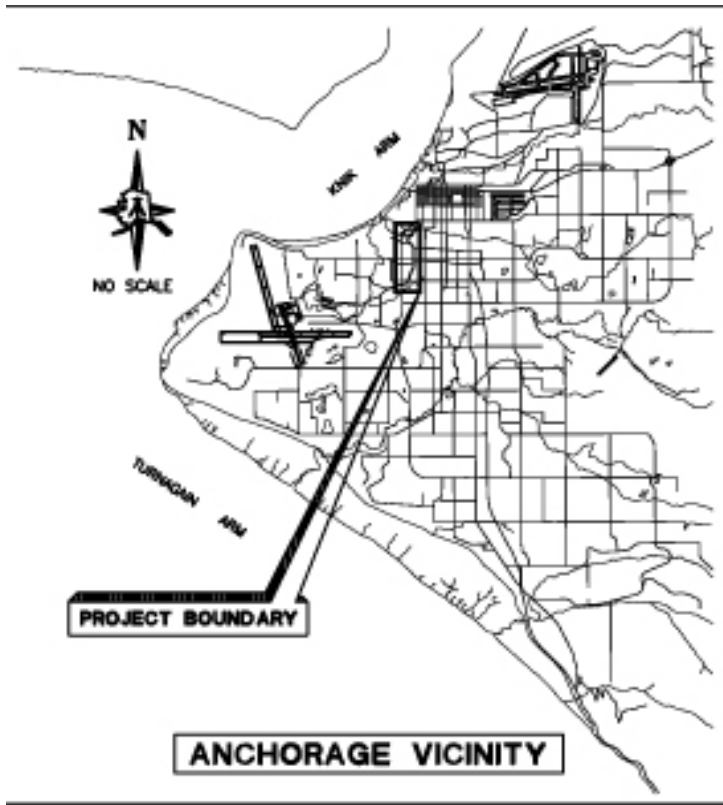 N
KNIK ARM
NO SCALE
TURNAGAIN ARM
PROJECT BOUNDARY
ANCHORAGE VICINITY